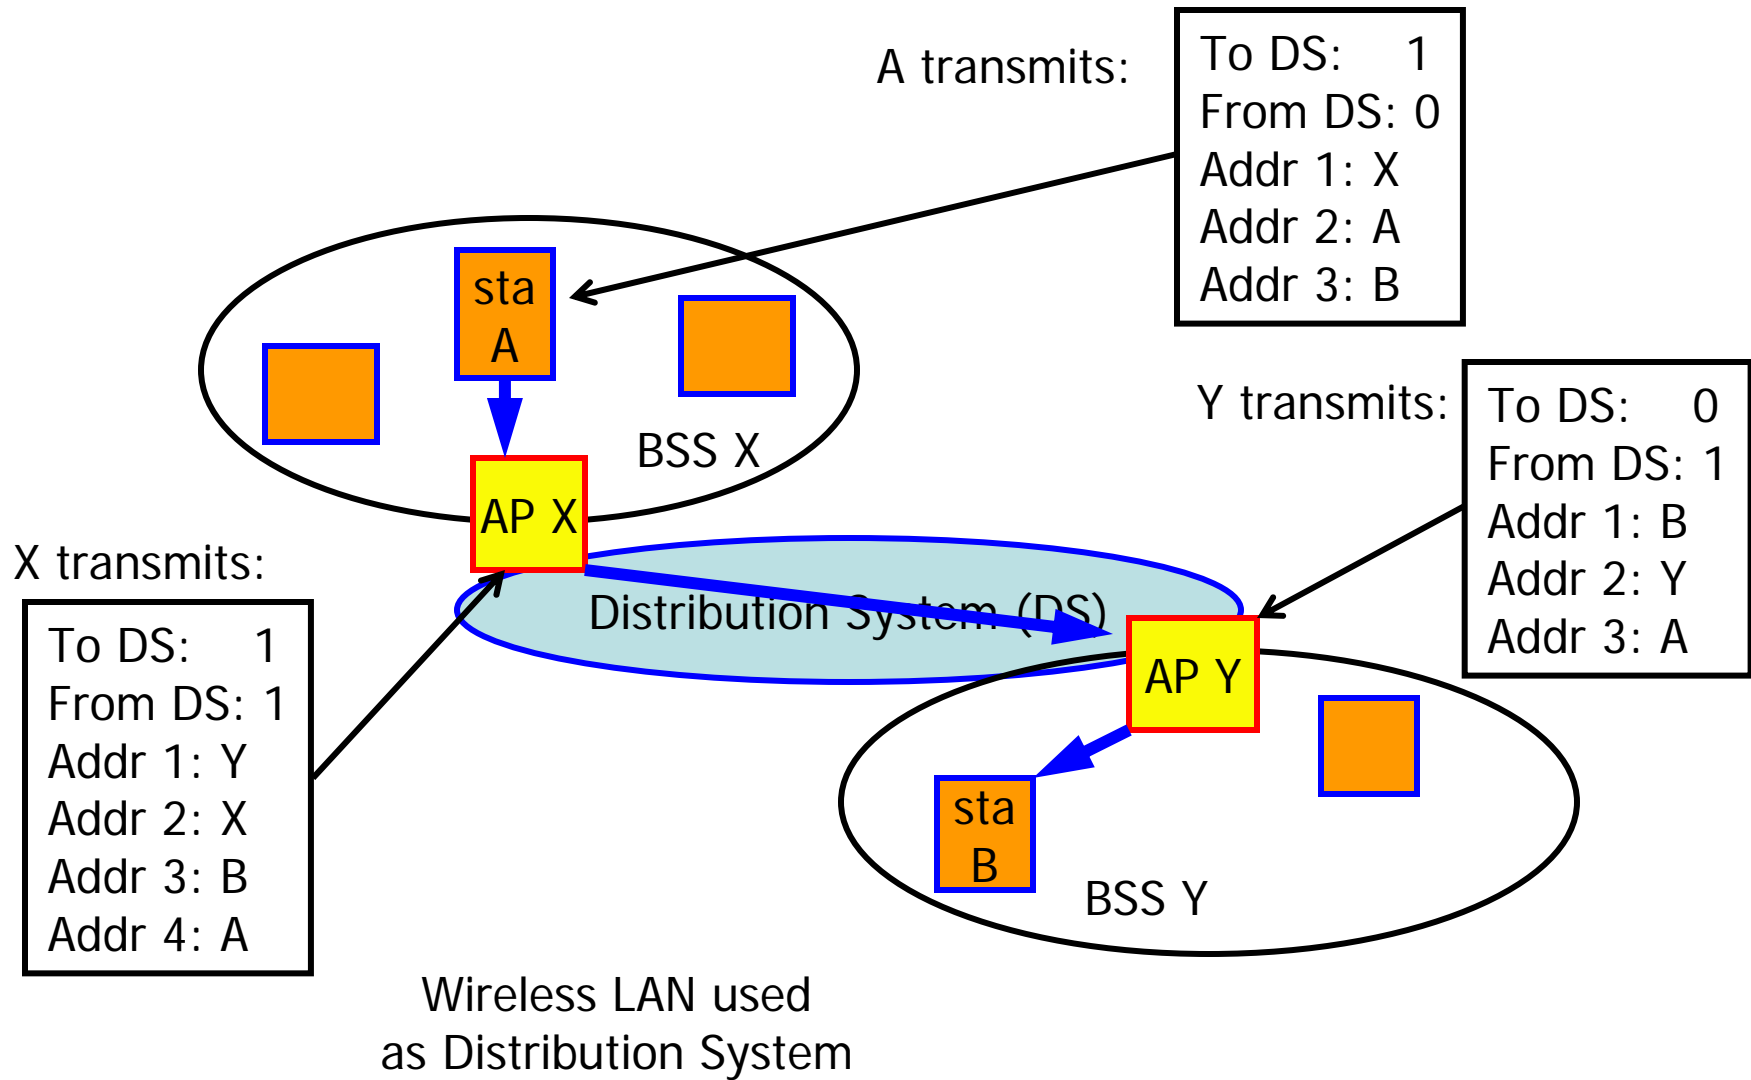 A transmits:
To DS: 1
From DS: 0
Addr 1: X
Addr 2: A
Addr 3: B
sta
A
BSS X
AP X
Y transmits:
To DS: 0
From DS: 1
Addr 1: B
Addr 2: Y
Addr 3: A
X transmits:
To DS: 1
From DS: 1
Addr 1: Y
Addr 2: X
Addr 3: B
Addr 4: A
Distribution System (DS)
AP Y
sta
B
BSS Y
Wireless LAN used
as Distribution System